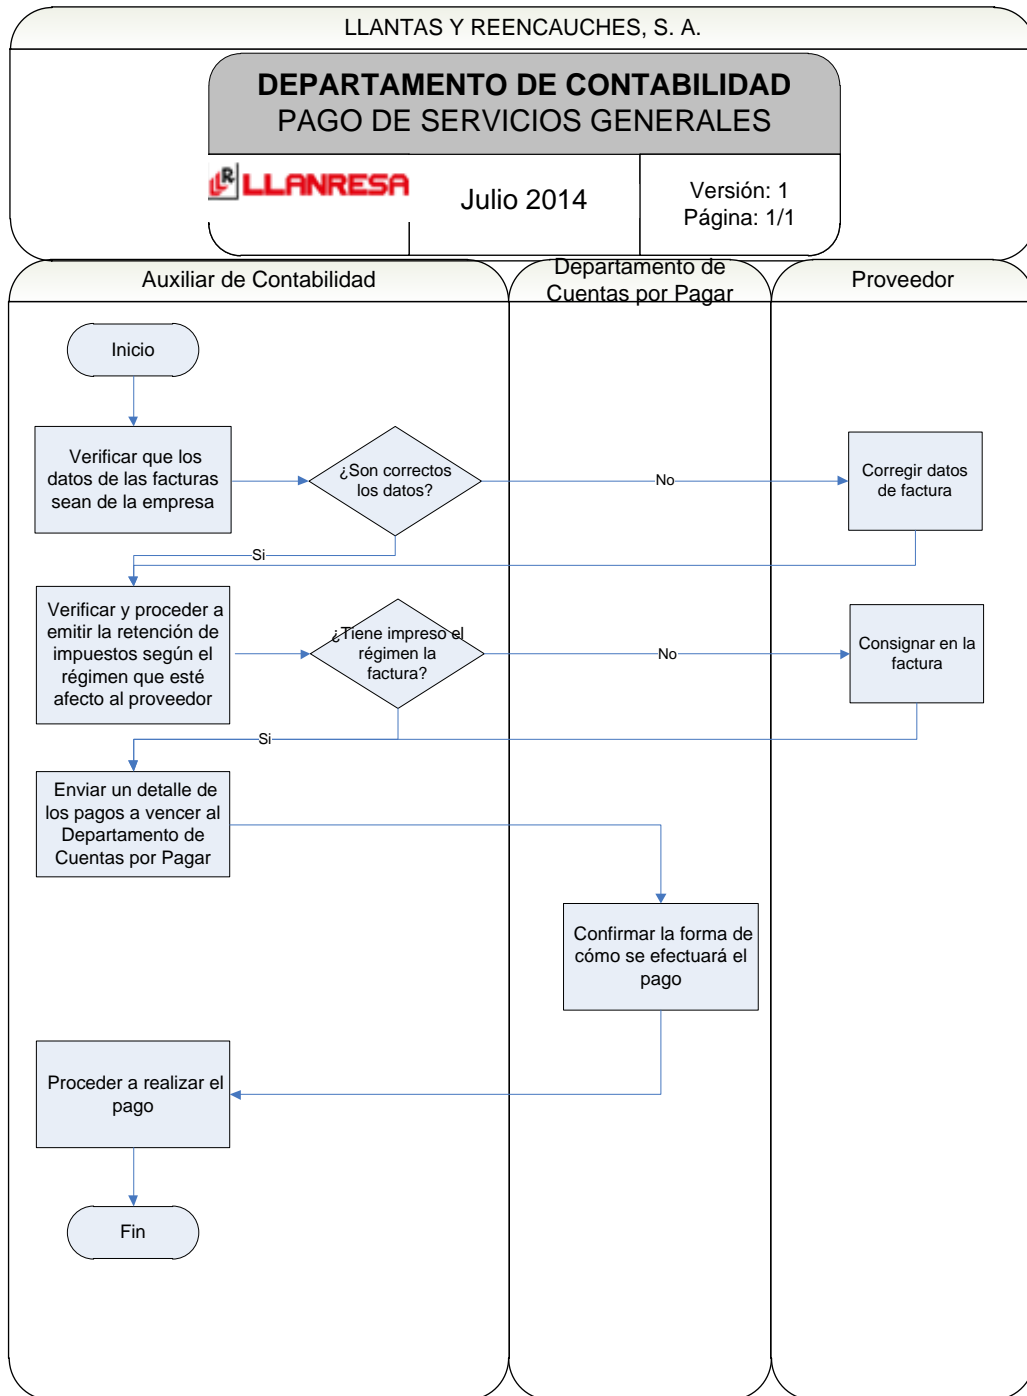 LLANTAS Y REENCAUCHES, S. A.
DEPARTAMENTO DE CONTABILIDAD
PAGO DE SERVICIOS GENERALES
LR LLANRESA
Julio 2014
Versión: 1
Página: 1/1
Auxiliar de Contabilidad
Departamento de
Cuentas por Pagar
Proveedor
Inicio
Verificar que los
datos de las facturas
sean de la empresa
¿Son correctos
los datos?
No
Corregir datos
de factura
Si
Verificar y proceder a
emitir la retención de
impuestos según el
régimen que esté
afecto al proveedor
¿Tiene impreso el
régimen la
factura?
No
Consignar en la
factura
Si
Enviar un detalle de
los pagos a vencer al
Departamento de
Cuentas por Pagar
Confirmar la forma de
cómo se efectuará el
pago
Proceder a realizar el
pago
Fin